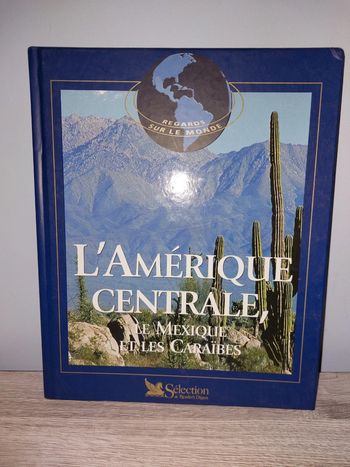 REGARDS
SUR LE MONDE
L'AMÉRIQUE
CENTRALE,
LE MEXIQUE
ET LES CARAÏBES
Sélection
du Reader's Digest